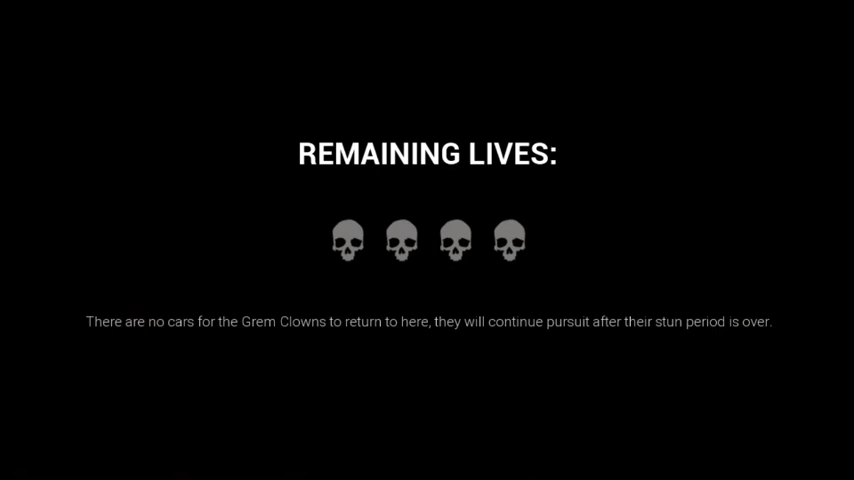 REMAINING LIVES:
There are no cars for the Grem Clowns to return to here, they will continue pursuit after their stun period is over.